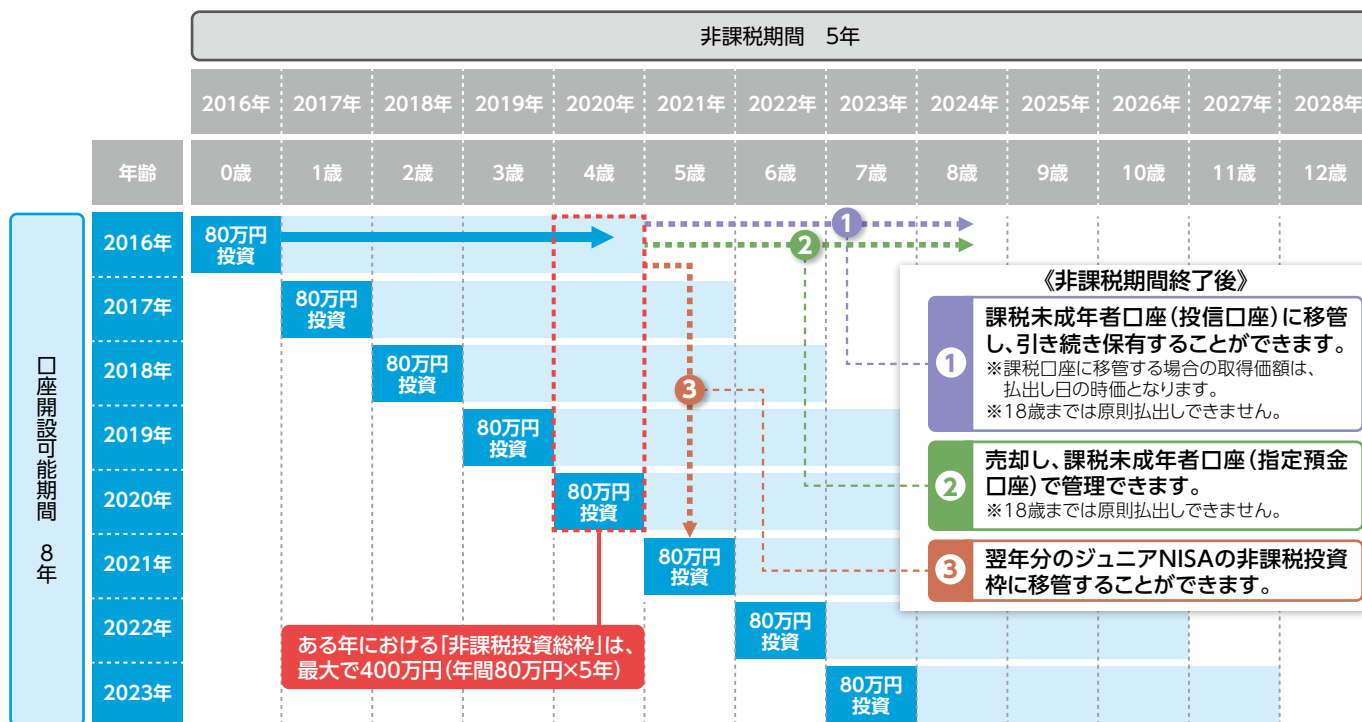 非課税期間　5年
2016年 2017年 2018年 2019年 2020年 2021年 2022年 2023年 2024年 2025年 2026年 2027年 2028年
年齢 0歳 1歳 2歳 3歳 4歳 5歳 6歳 7歳 8歳 9歳 10歳 11歳 12歳
口座開設可能期間　8年
2016年
80万円
投資
2017年
80万円
投資
2018年
80万円
投資
2019年
80万円
投資
2020年
80万円
投資
2021年
80万円
投資
2022年
80万円
投資
2023年
80万円
投資
1
2
3
《非課税期間終了後》
1
課税未成年者口座（投信口座）に移管
し、引き続き保有することができます。
※課税口座に移管する場合の取得価額は、
払出し日の時価となります。
※18歳までは原則払出しできません。
2
売却し、課税未成年者口座（指定預金
口座）で管理できます。
※18歳までは原則払出しできません。
3
翌年分のジュニアNISAの非課税投資
枠に移管することができます。
ある年における「非課税投資総枠」は、
最大で400万円（年間80万円×5年）